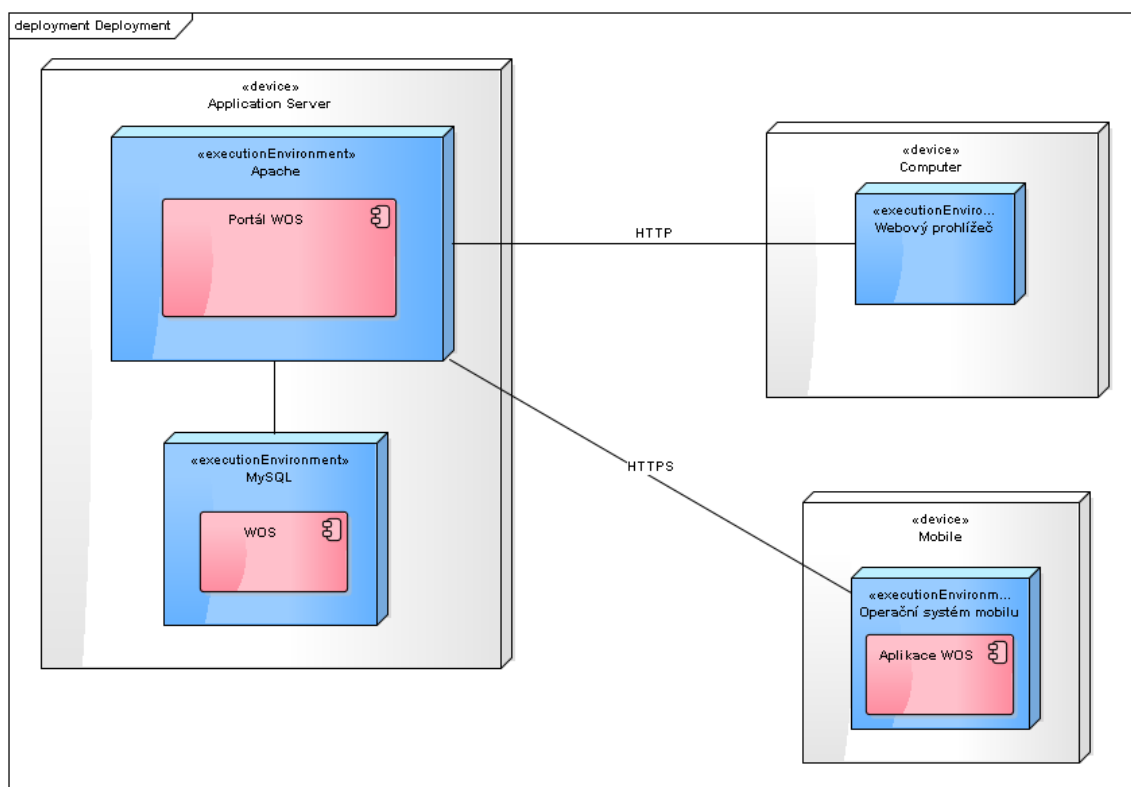 deployment Deployment
«device»
Application Server
«executionEnvironment»
Apache
Portál WOS
«executionEnvironment»
MySQL
WOS
HTTP
HTTPS
«device»
Computer
«executionEnviro...
Webový prohlížeč
«device»
Mobile
«executionEnvironm...
Operační systém mobilu
Aplikace WOS